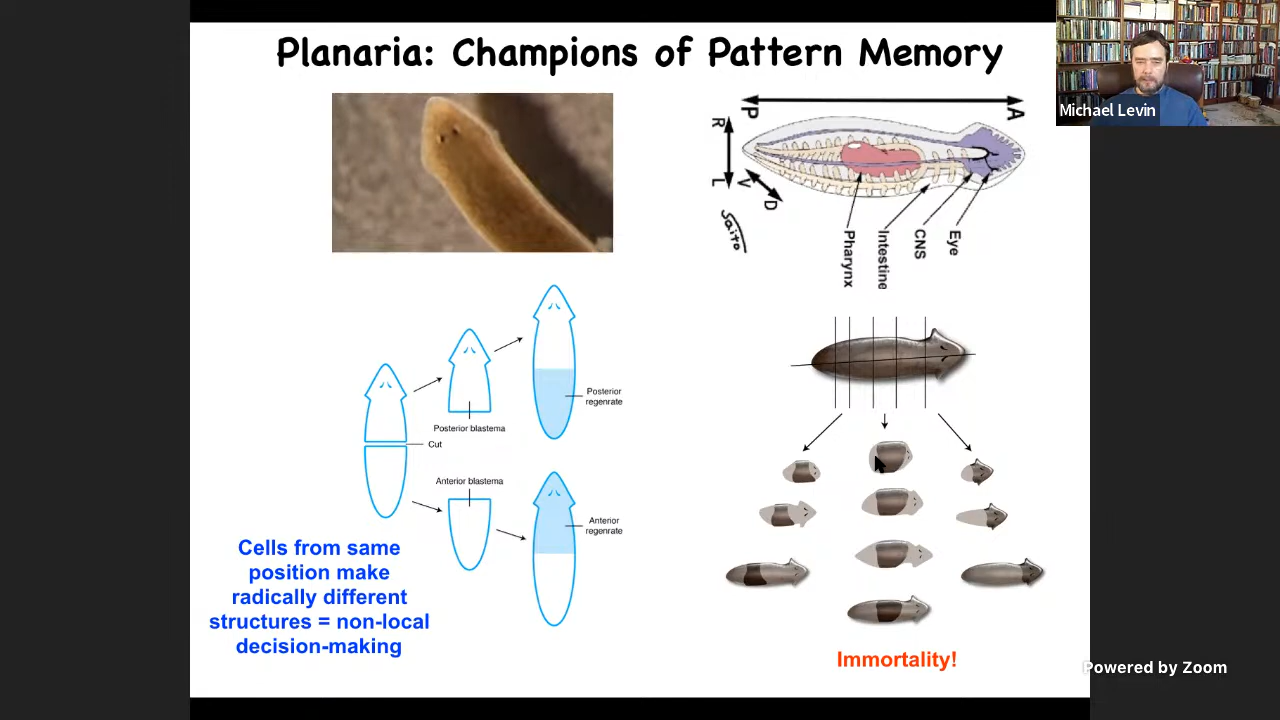 Planaria: Champions of Pattern Memory
Michael Levin
P
A
R
L
V
D
Saito
Pharynx
Intestine
CNS
Eye
Posterior
regenrate
Posterior blastema
Cut
Anterior blastema
Anterior
regenrate
Cells from same
position make
radically different
structures = non-local
decision-making
Immortality!
Powered by Zoom